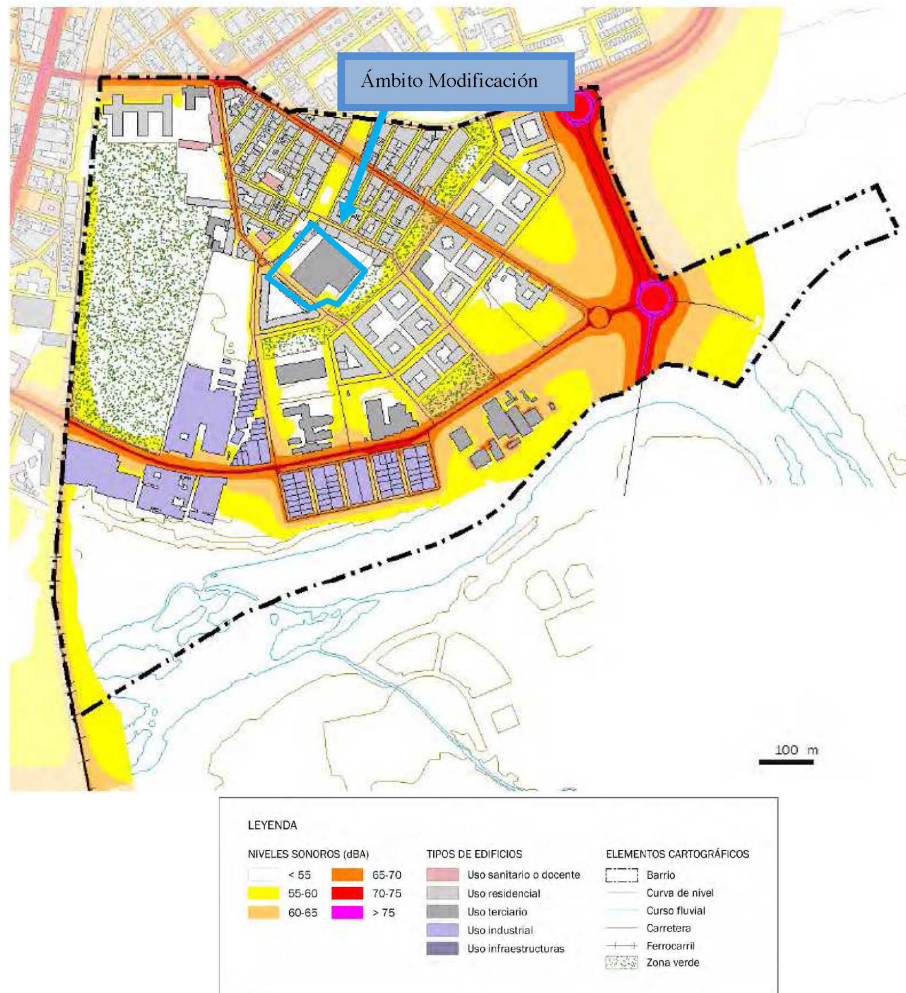 Ámbito Modificación
100 m
LEYENDA
NIVELES SONOROS (dBA)
< 55
55-60
60-65
65-70
70-75
> 75
TIPOS DE EDIFICIOS
Uso sanitario o docente
Uso residencial
Uso terciario
Uso industrial
Uso infraestructuras
ELEMENTOS CARTOGRÁFICOS
Barrio
Curva de nivel
Curso fluvial
Carretera
Ferrocarril
Zona verde